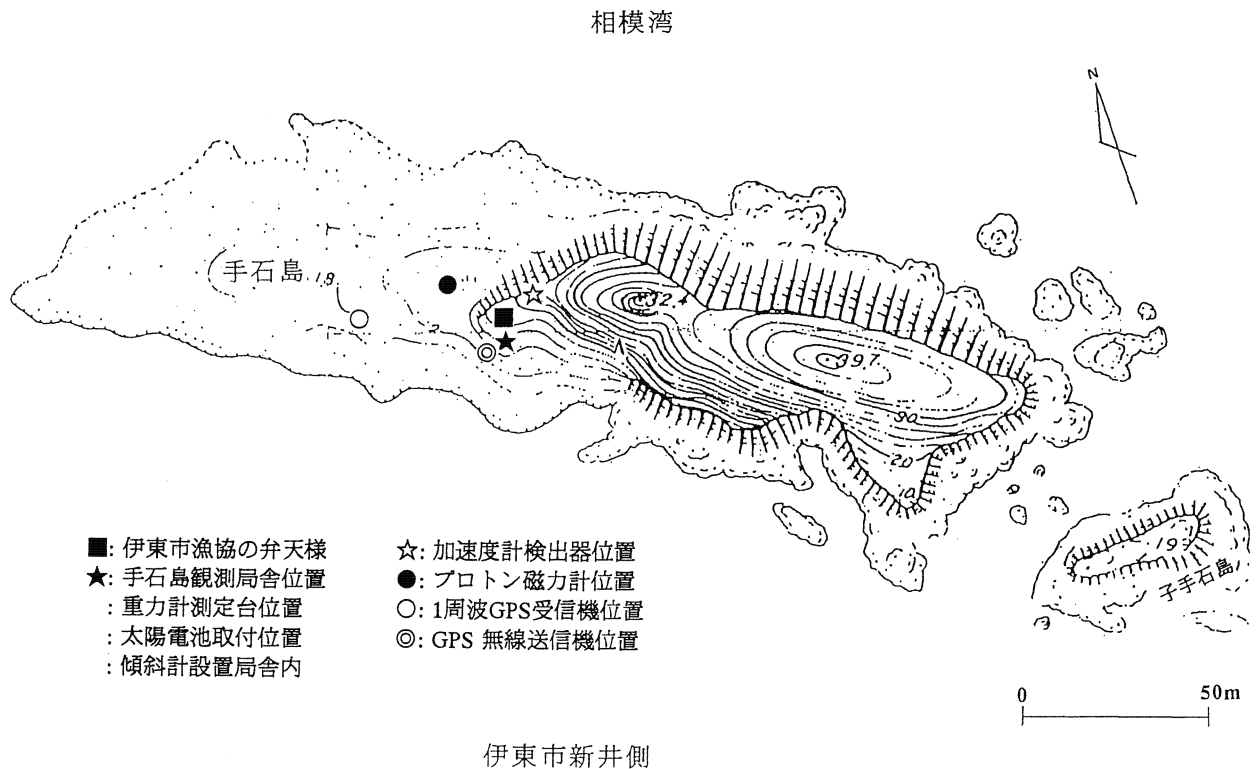 相模湾
N
手石島
1.8
32.4
39.7
30
20
10
19
子手石島
■: 伊東市漁協の弁天様
★: 手石島観測局舎位置
: 重力計測定台位置
: 太陽電池取付位置
: 傾斜計設置局舎内
☆: 加速度計検出器位置
●: プロトン磁力計位置
○: 1周波GPS受信機位置
◎: GPS 無線送信機位置
0 50m
伊東市新井側